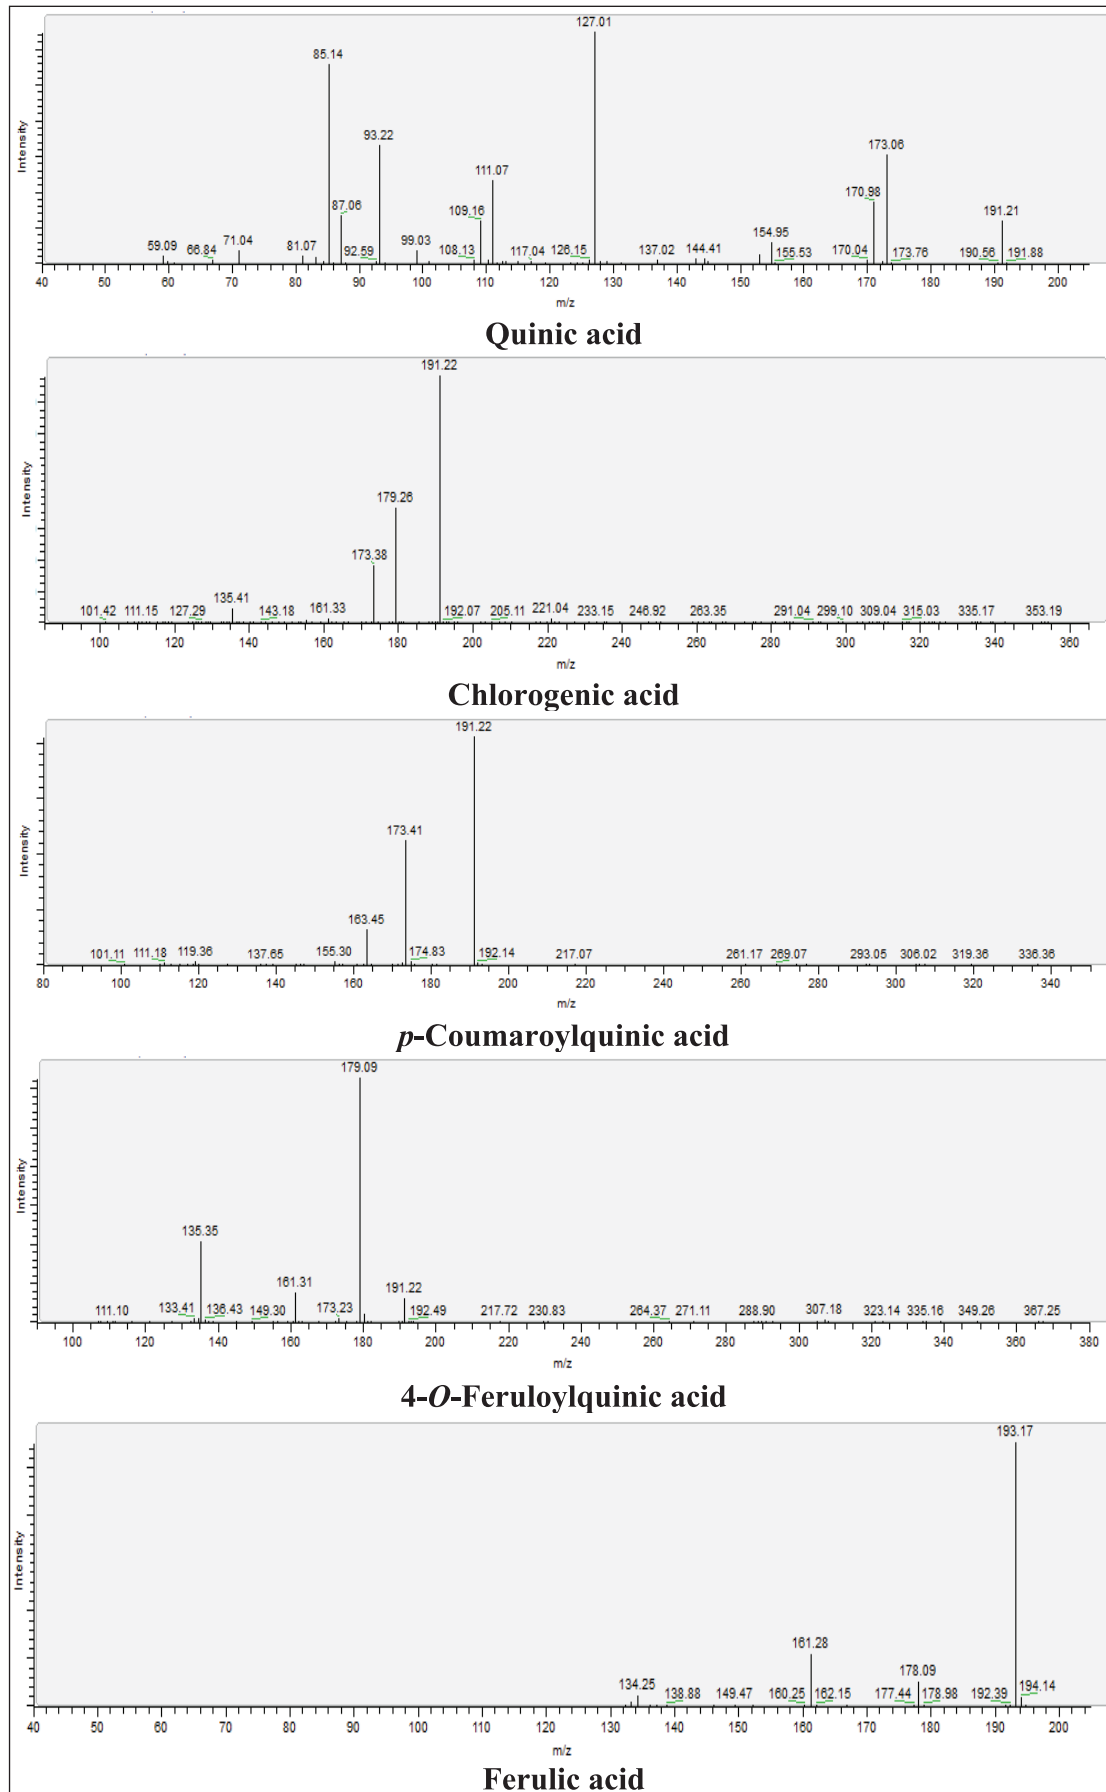 127.01
85.14
93.22
173.06
111.07
170.98
87.06
109.16
191.21
59.09
66.84
71.04
81.07
92.59
99.03
108.13
117.04
126.15
137.02
144.41
154.95
155.53
170.04
173.76
190.56
191.88
Intensity
40 50 60 70 80 90 100 110 120 130 140 150 160 170 180 190 200
m/z
Quinic acid
191.22
179.26
173.38
135.41
101.42 111.15 127.29 143.18 161.33 192.07 205.11 221.04 233.15 246.92 263.35 291.04 299.10 309.04 315.03 335.17 353.19
Intensity
100 120 140 160 180 200 220 240 260 280 300 320 340 360
m/z
Chlorogenic acid
191.22
173.41
163.45
101.11 111.18 119.36 137.65 155.30 174.83 192.14 217.07 261.17 269.07 293.05 306.02 319.36 336.36
Intensity
80 100 120 140 160 180 200 220 240 260 280 300 320 340
m/z
p-Coumaroylquinic acid
179.09
135.35
161.31
191.22
111.10 133.41 136.43 149.30 173.23 192.49 217.72 230.83 264.37 271.11 288.90 307.18 323.14 335.16 349.26 367.25
Intensity
100 120 140 160 180 200 220 240 260 280 300 320 340 360 380
m/z
4-O-Feruloylquinic acid
193.17
161.28
178.09
134.25 138.88 149.47 160.25 162.15 177.44 178.98 192.39 194.14
Intensity
40 50 60 70 80 90 100 110 120 130 140 150 160 170 180 190 200
m/z
Ferulic acid